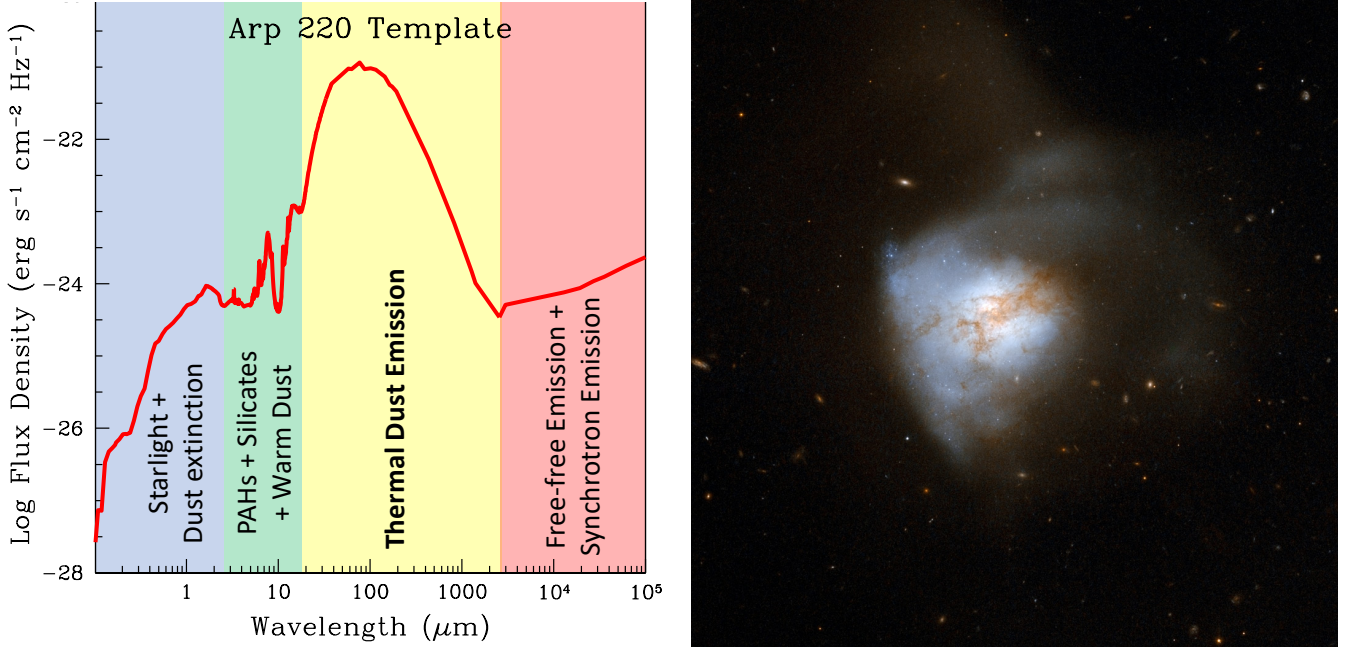 Arp 220 Template
Log Flux Density (erg s⁻¹ cm⁻² Hz⁻¹)
-22
-24
-26
-28
Starlight +
Dust extinction
PAHs + Silicates
+ Warm Dust
Thermal Dust Emission
Free-free Emission +
Synchrotron Emission
1 10 100 1000 10⁴ 10⁵
Wavelength (μm)